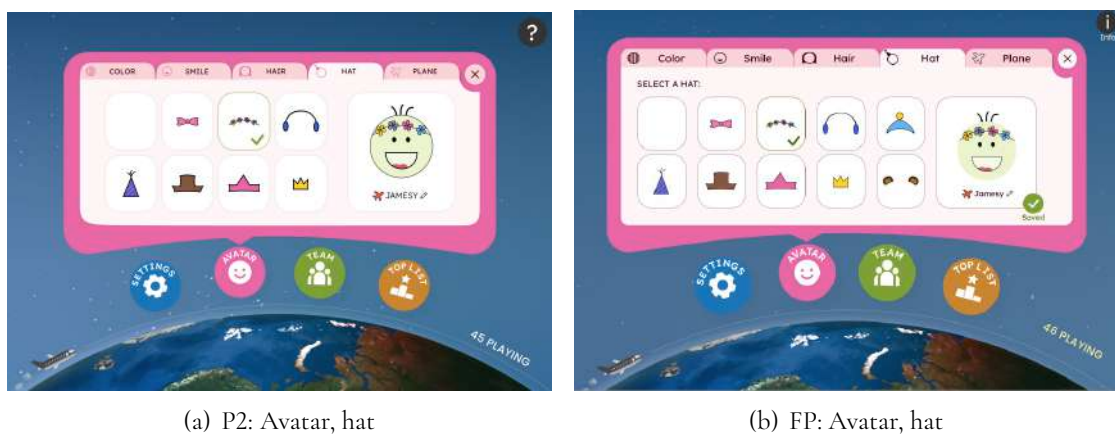 ?
COLOR SMILE HAIR HAT PLANE
JAMESY
SETTINGS AVATAR TEAM TOP LIST
45 PLAYING
(a) P2: Avatar, hat
i
Info
Color Smile Hair Hat Plane
SELECT A HAT:
Jamesy
Saved
SETTINGS AVATAR TEAM TOP LIST
46 PLAYING
(b) FP: Avatar, hat